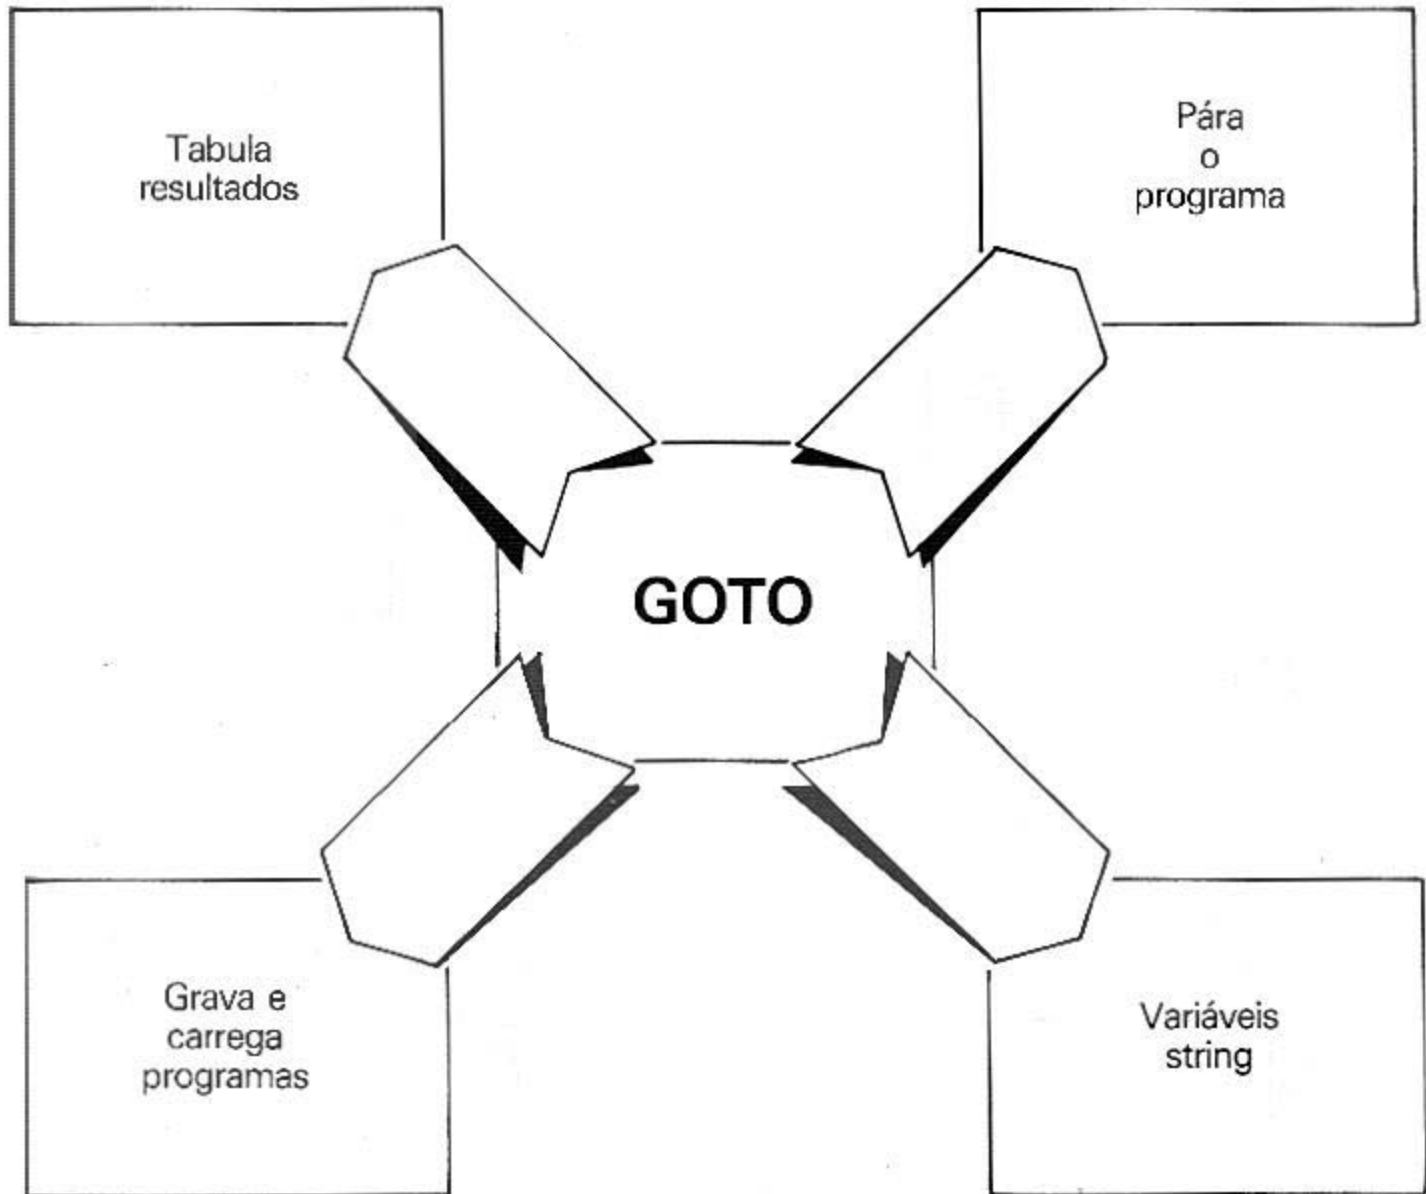 Tabula
resultados
Pára
o
programa
GOTO
Grava e
carrega
programas
Variáveis
string